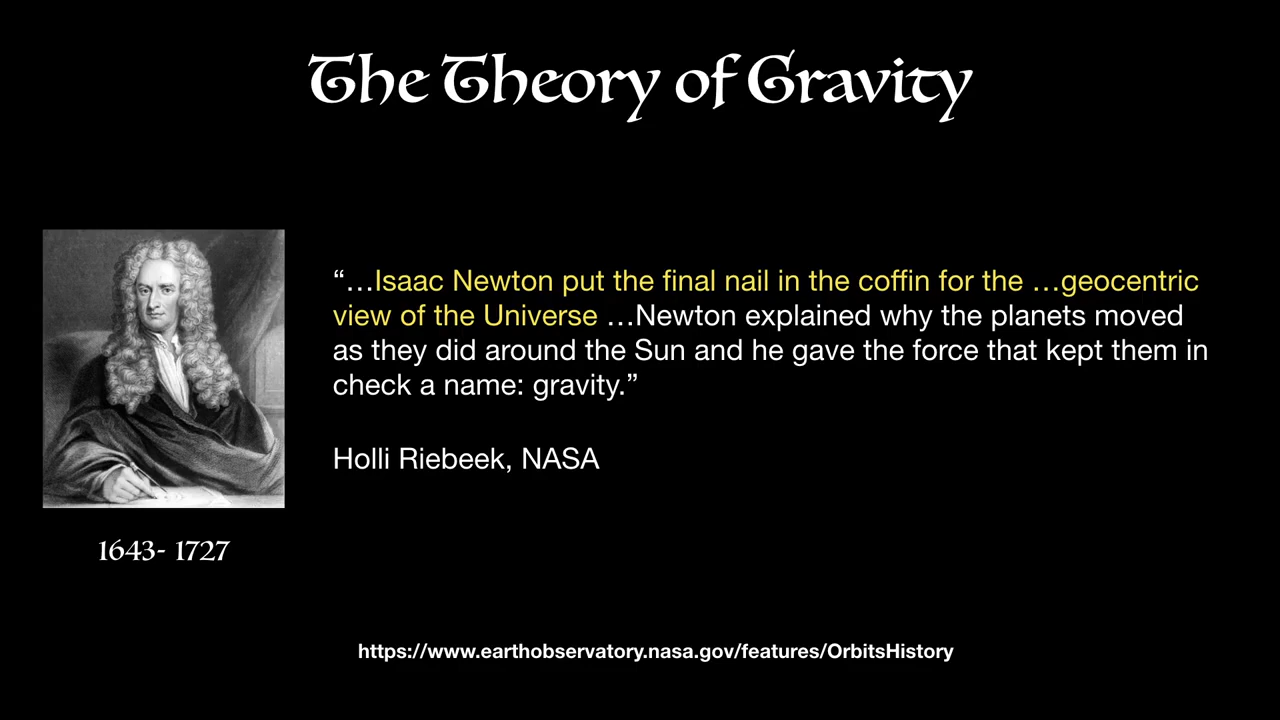 The Theory of Gravity
“…Isaac Newton put the final nail in the coffin for the …geocentric
view of the Universe …Newton explained why the planets moved
as they did around the Sun and he gave the force that kept them in
check a name: gravity.”
Holli Riebeek, NASA
1643- 1727
https://www.earthobservatory.nasa.gov/features/OrbitsHistory